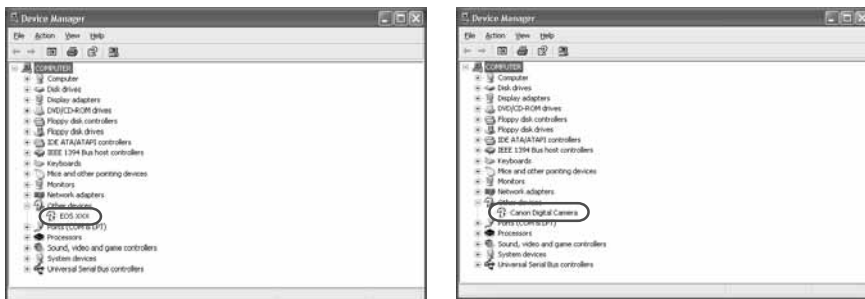 Device Manager
File Action View Help
COMPUTER
Computer
Disk drives
Display adapters
DVD/CD-ROM drives
Floppy disk controllers
Floppy disk drives
IDE ATA/ATAPI controllers
IEEE 1394 Bus host controllers
Keyboards
Mice and other pointing devices
Monitors
Network adapters
Other devices
EOS XXX
Ports (COM & LPT)
Processors
Sound, video and game controllers
System devices
Universal Serial Bus controllers
Device Manager
File Action View Help
COMPUTER
Computer
Disk drives
Display adapters
DVD/CD-ROM drives
Floppy disk controllers
Floppy disk drives
IDE ATA/ATAPI controllers
IEEE 1394 Bus host controllers
Keyboards
Mice and other pointing devices
Monitors
Network adapters
Other devices
Canon Digital Camera
Ports (COM & LPT)
Processors
Sound, video and game controllers
System devices
Universal Serial Bus controllers